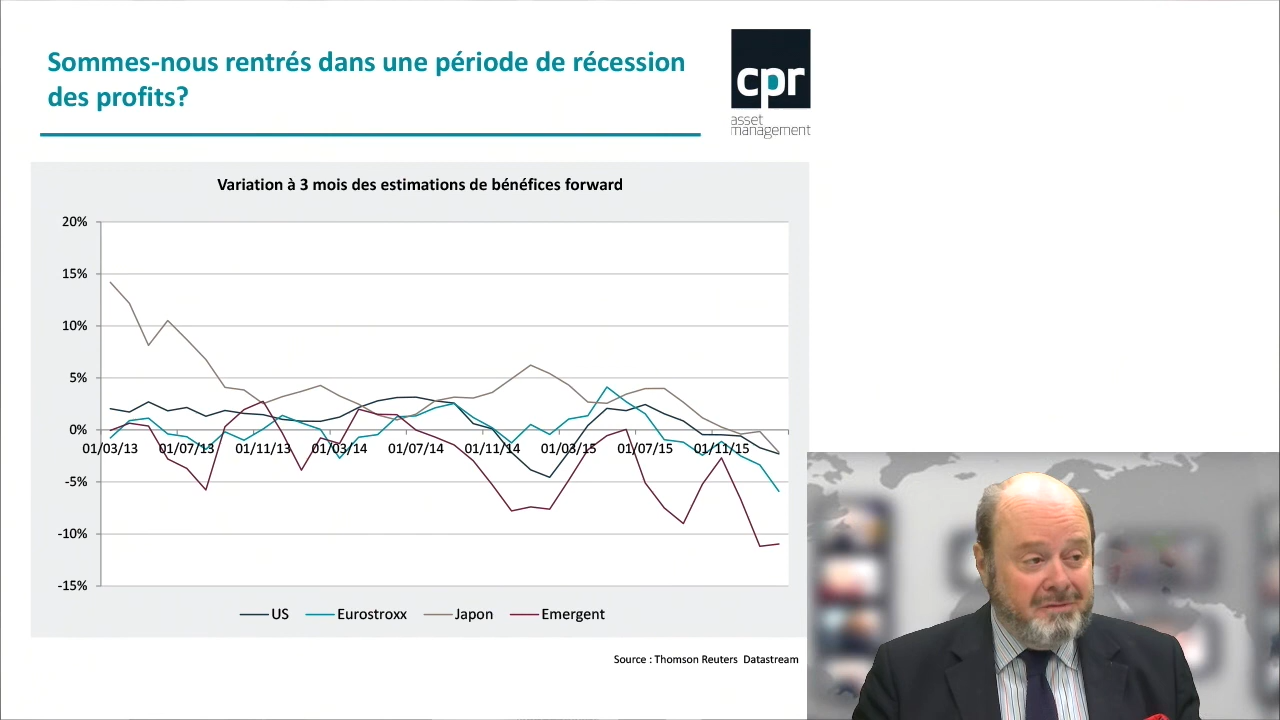 Sommes-nous rentrés dans une période de récession
des profits?
cpr
asset
management
Variation à 3 mois des estimations de bénéfices forward
20%
15%
10%
5%
0%
-5%
-10%
-15%
01/03/13 01/07/13 01/11/13 01/03/14 01/07/14 01/11/14 01/03/15 01/07/15 01/11/15
US Eurostroxx Japon Emergent
Source : Thomson Reuters Datastream